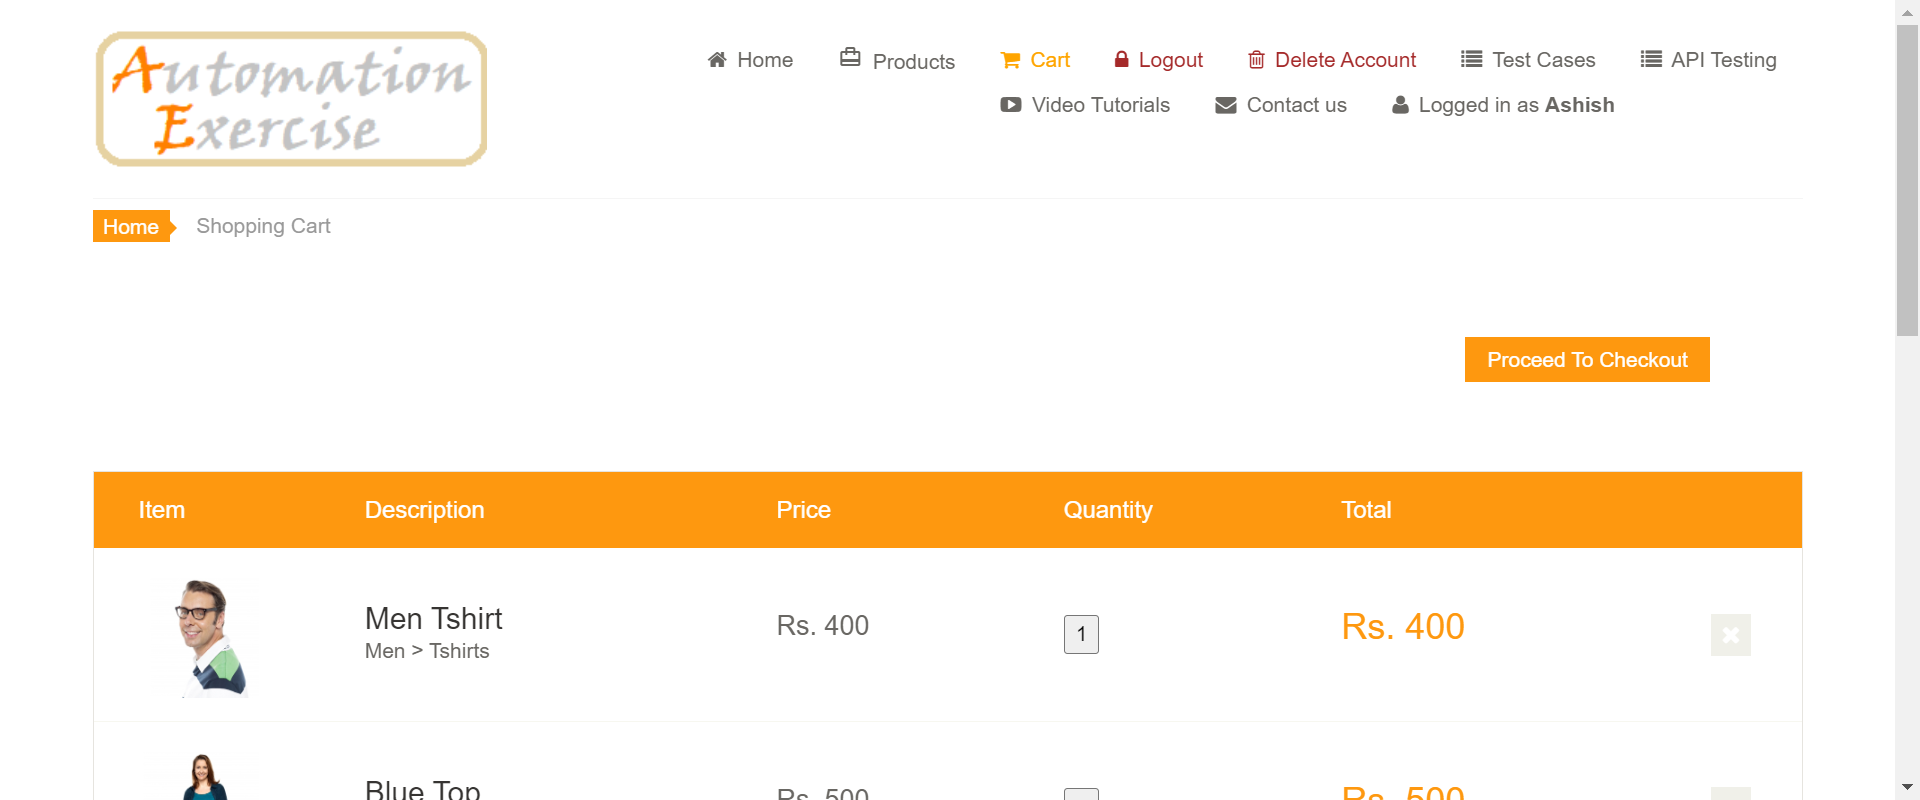 Automation
Exercise
Home Products Cart Logout Delete Account Test Cases API Testing
Video Tutorials Contact us Logged in as Ashish
Home Shopping Cart
Proceed To Checkout
Item Description Price Quantity Total
Men Tshirt Rs. 400 1 Rs. 400
Men > Tshirts
Blue Top Rs. 500 Rs. 500